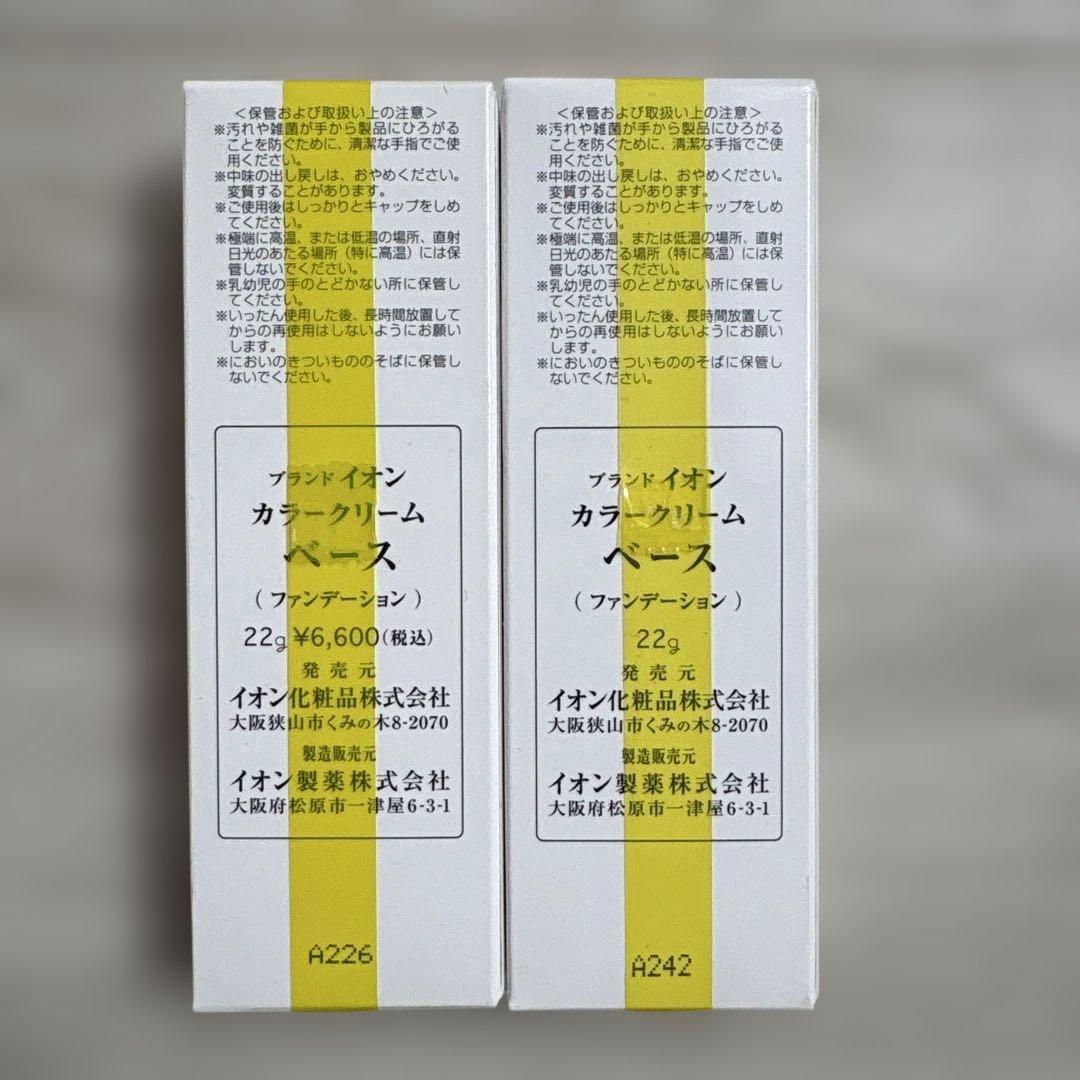 ＜保管および取扱い上の注意＞
※汚れや雑菌が手から製品にひろがる
ことを防ぐために、清潔な手指でご使
用ください。
※中味の出し戻しは、おやめください。
変質することがあります。
※ご使用後はしっかりとキャップをしめ
てください。
※極端に高温、または低温の場所、直射
日光のあたる場所（特に高温）には保
管しないでください。
※乳幼児の手のとどかない所に保管し
てください。
※いったん使用した後、長時間放置して
からの再使用はしないようにお願い
します。
※においのきついもののそばに保管し
ないでください。
ブランド イオン
カラークリーム
ベース
（ファンデーション）
22g ¥6,600（税込）
発売元
イオン化粧品株式会社
大阪狭山市くみの木8-2070
製造販売元
イオン製薬株式会社
大阪府松原市一津屋6-3-1
A226
＜保管および取扱い上の注意＞
※汚れや雑菌が手から製品にひろがる
ことを防ぐために、清潔な手指でご使
用ください。
※中味の出し戻しは、おやめください。
変質することがあります。
※ご使用後はしっかりとキャップをしめ
てください。
※極端に高温、または低温の場所、直射
日光のあたる場所（特に高温）には保
管しないでください。
※乳幼児の手のとどかない所に保管し
てください。
※いったん使用した後、長時間放置して
からの再使用はしないようにお願い
します。
※においのきついもののそばに保管し
ないでください。
ブランド イオン
カラークリーム
ベース
（ファンデーション）
22g
発売元
イオン化粧品株式会社
大阪狭山市くみの木8-2070
製造販売元
イオン製薬株式会社
大阪府松原市一津屋6-3-1
A242